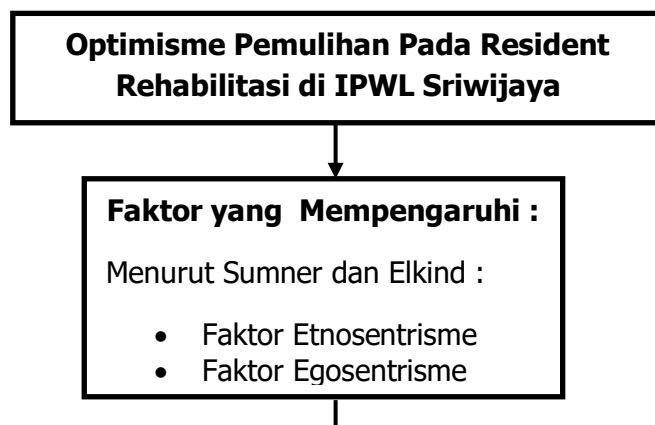 Optimisme Pemulihan Pada Resident
Rehabilitasi di IPWL Sriwijaya
Faktor yang Mempengaruhi :
Menurut Sumner dan Elkind :
• Faktor Etnosentrisme
• Faktor Egosentrisme